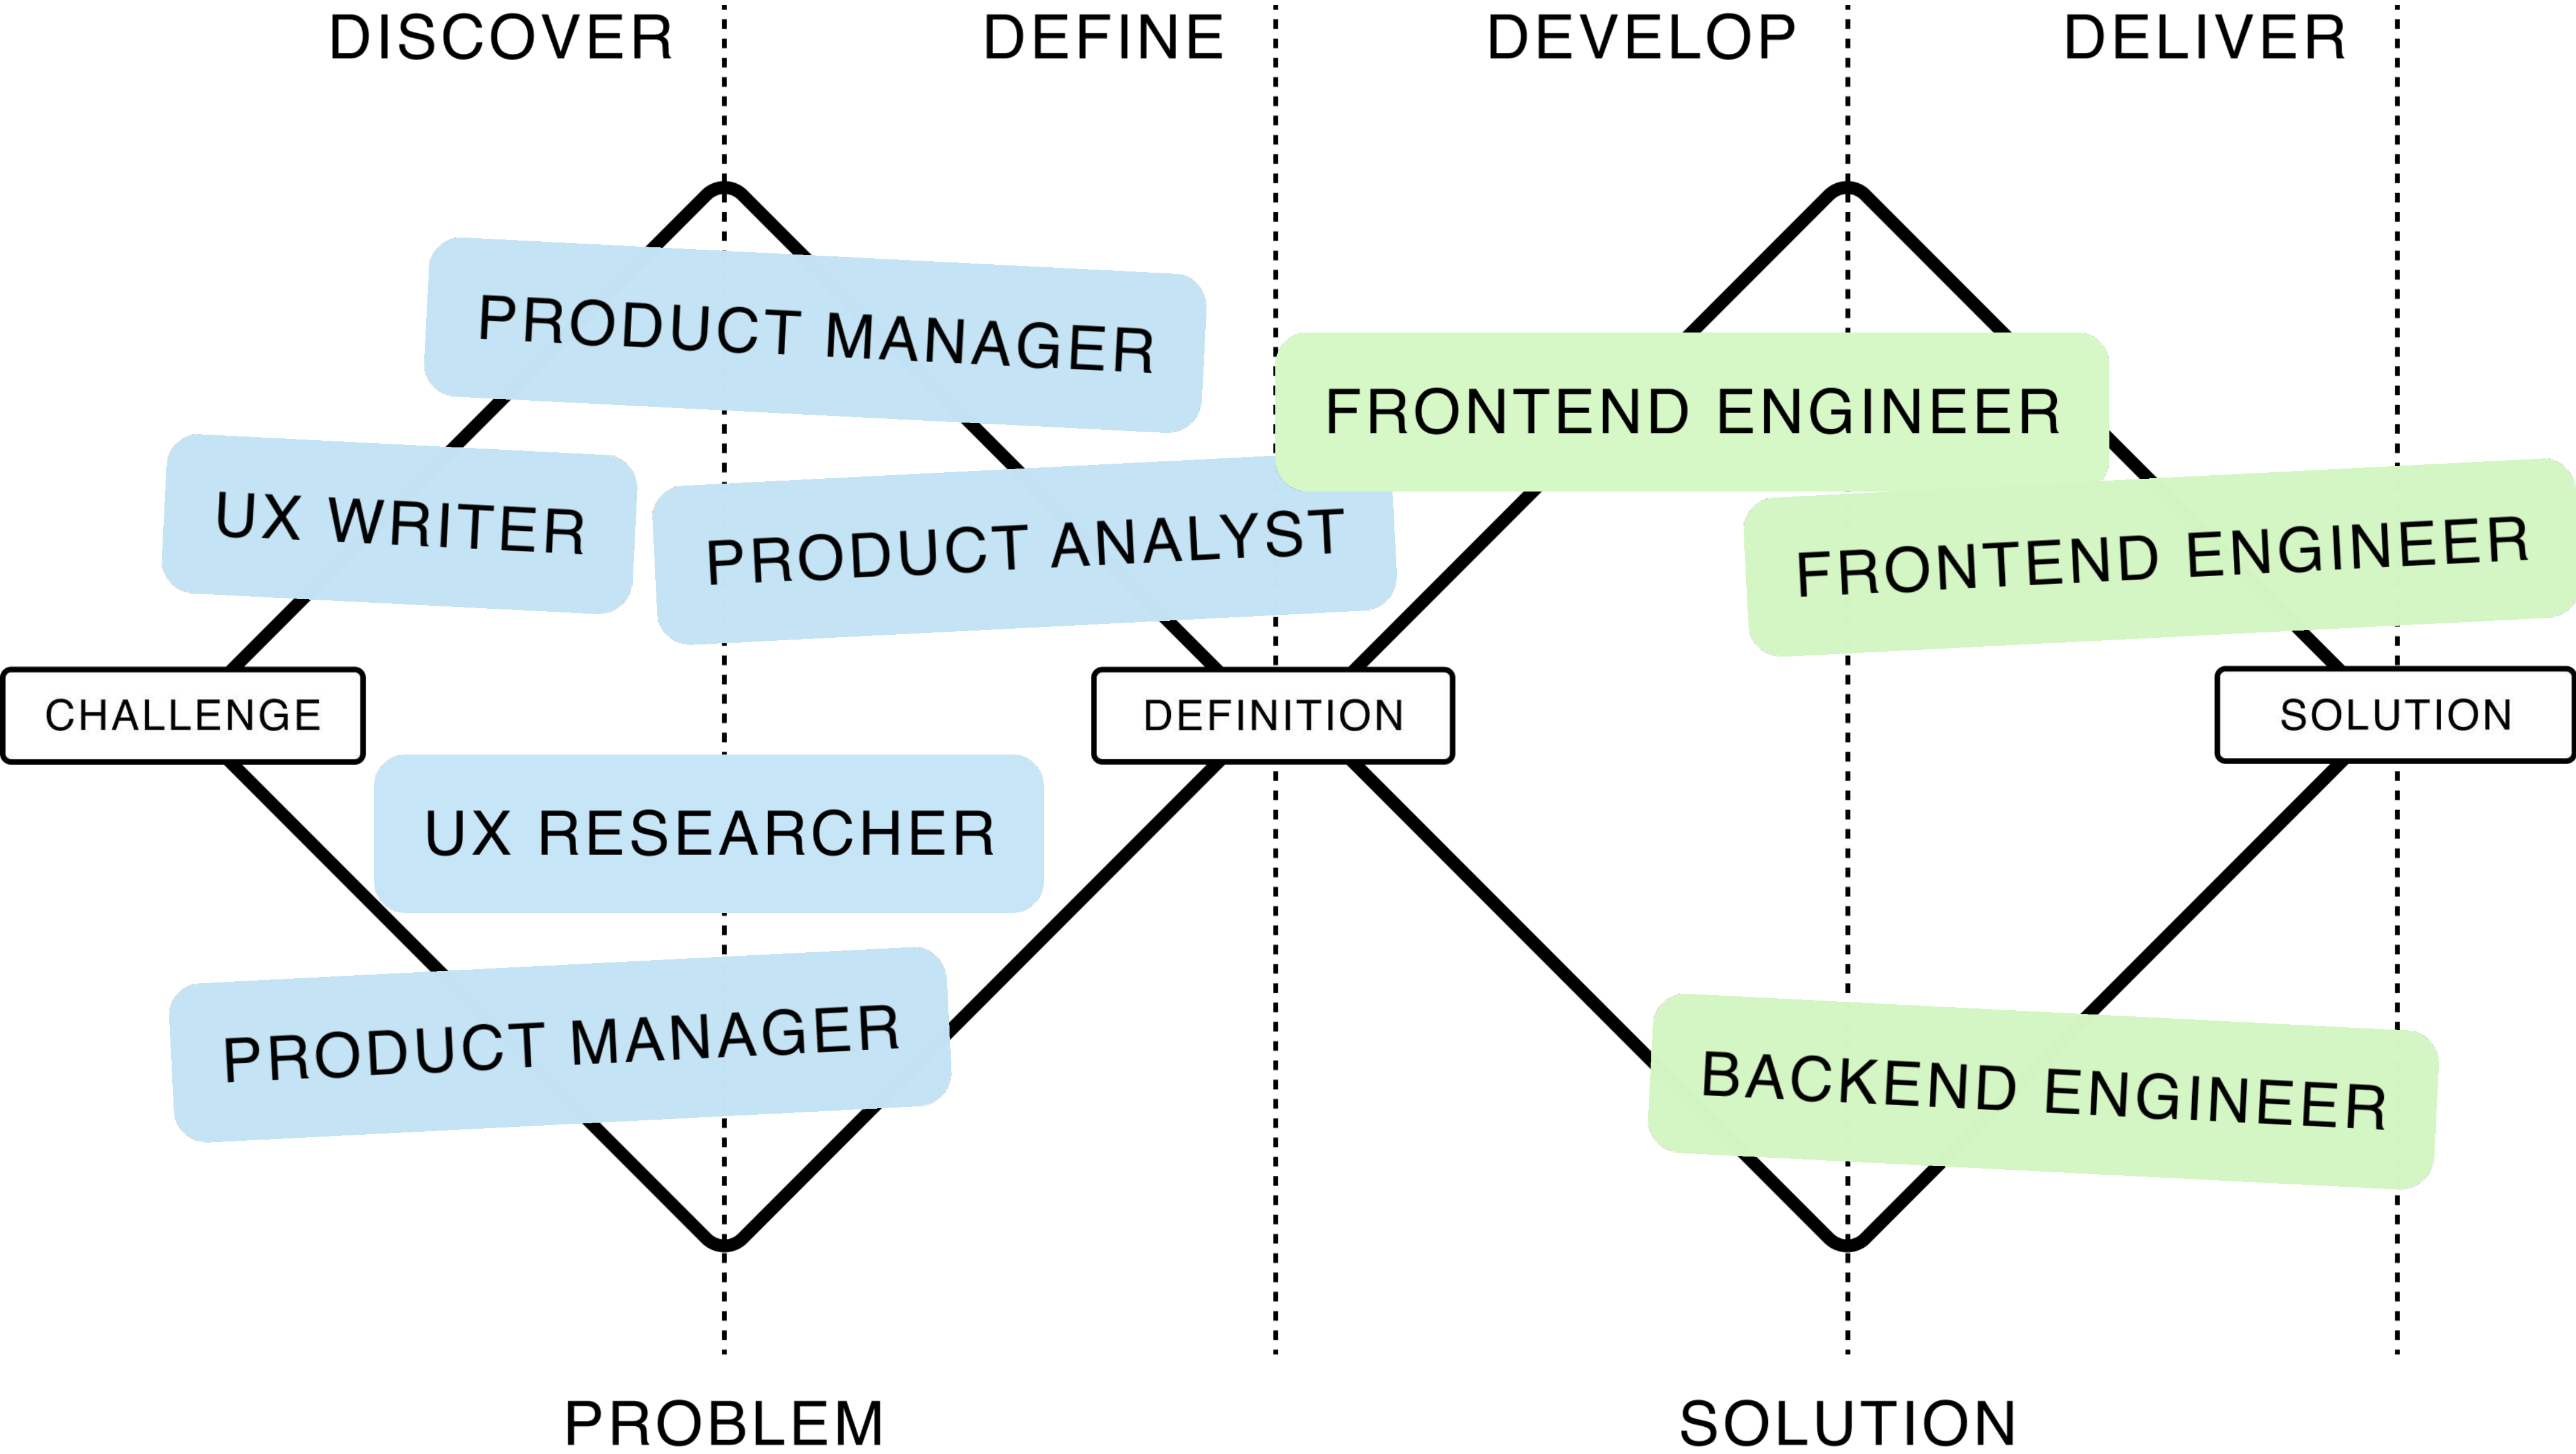 DISCOVER
DEFINE
DEVELOP
DELIVER
PRODUCT MANAGER
FRONTEND ENGINEER
UX WRITER
PRODUCT ANALYST
FRONTEND ENGINEER
CHALLENGE
DEFINITION
SOLUTION
UX RESEARCHER
PRODUCT MANAGER
BACKEND ENGINEER
PROBLEM
SOLUTION